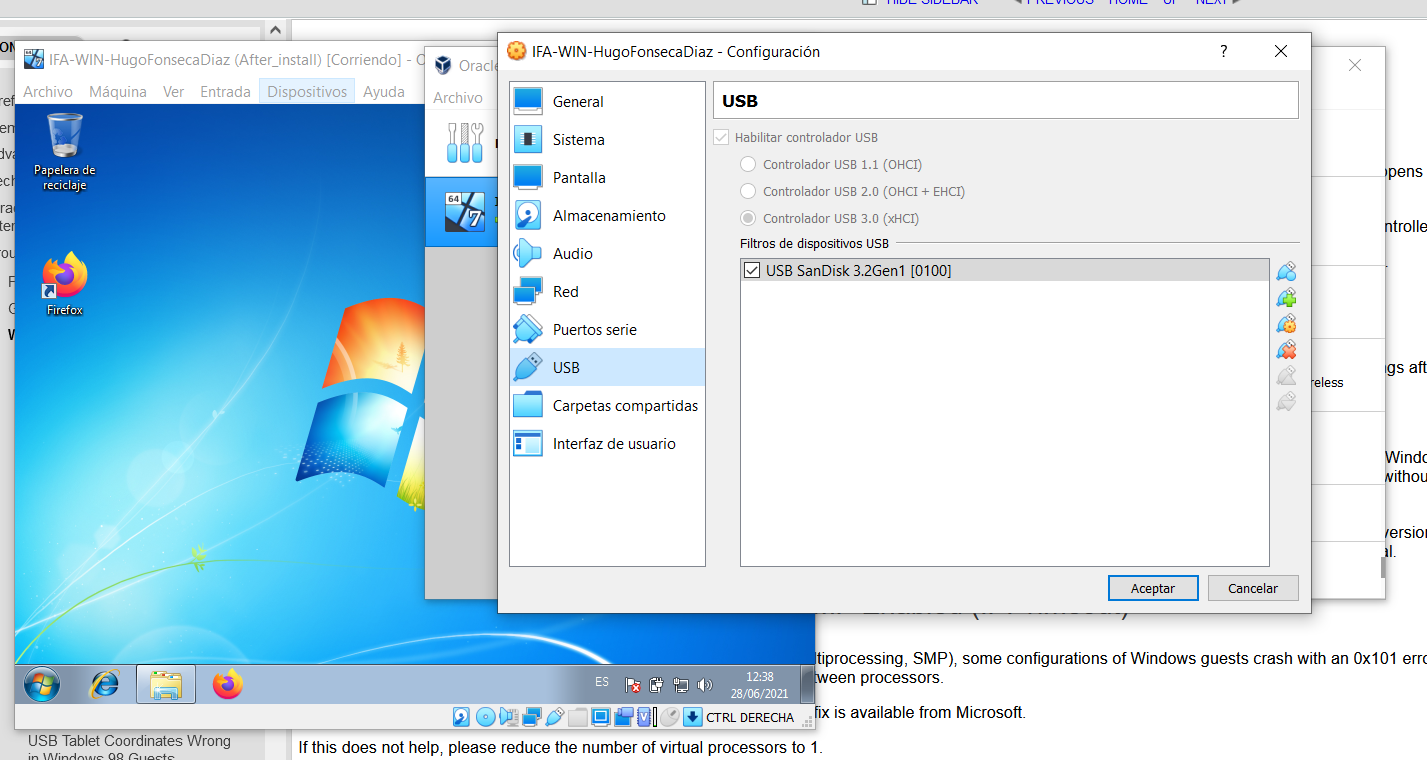 HIDE SIDEBAR
PREVIOUS
HOME
UP
NEXT
IFA-WIN-HugoFonsecaDiaz (After_install) [Corriendo] - O
Archivo
Máquina
Ver
Entrada
Dispositivos
Ayuda
Papelera de
reciclaje
Firefox
ES
12:38
28/06/2021
CTRL DERECHA
Oracle
Archivo
64
7
IFA-WIN-HugoFonsecaDiaz - Configuración
?
General
Sistema
Pantalla
Almacenamiento
Audio
Red
Puertos serie
USB
Carpetas compartidas
Interfaz de usuario
USB
Habilitar controlador USB
Controlador USB 1.1 (OHCI)
Controlador USB 2.0 (OHCI + EHCI)
Controlador USB 3.0 (xHCI)
Filtros de dispositivos USB
USB SanDisk 3.2Gen1 [0100]
Aceptar
Cancelar
pens
ntrolle
gs aft
reless
Windo
withou
version
al.
ltiprocessing, SMP), some configurations of Windows guests crash with an 0x101 erro
tween processors.
fix is available from Microsoft.
If this does not help, please reduce the number of virtual processors to 1.
USB Tablet Coordinates Wrong
in Windows 98 Guests